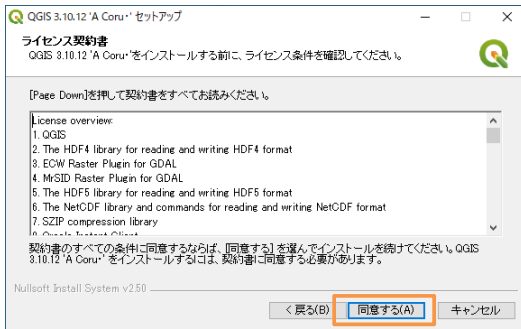 QGIS 3.10.12 'A Coru・' セットアップ
ライセンス契約書
QGIS 3.10.12 'A Coru・'をインストールする前に、ライセンス条件を確認してください。
[Page Down]を押して契約書をすべてお読みください。
License overview:
1. QGIS
2. The HDF4 library for reading and writing HDF4 format
3. ECW Raster Plugin for GDAL
4. MrSID Raster Plugin for GDAL
5. The HDF5 library for reading and writing HDF5 format
6. The NetCDF library and commands for reading and writing NetCDF format
7. SZIP compression library
8. Oracle Instant Client
契約書のすべての条件に同意するならば、[同意する] を選んでインストールを続けてください。QGIS
3.10.12 'A Coru・' をインストールするには、契約書に同意する必要があります。
Nullsoft Install System v2.50
< 戻る(B)
同意する(A)
キャンセル